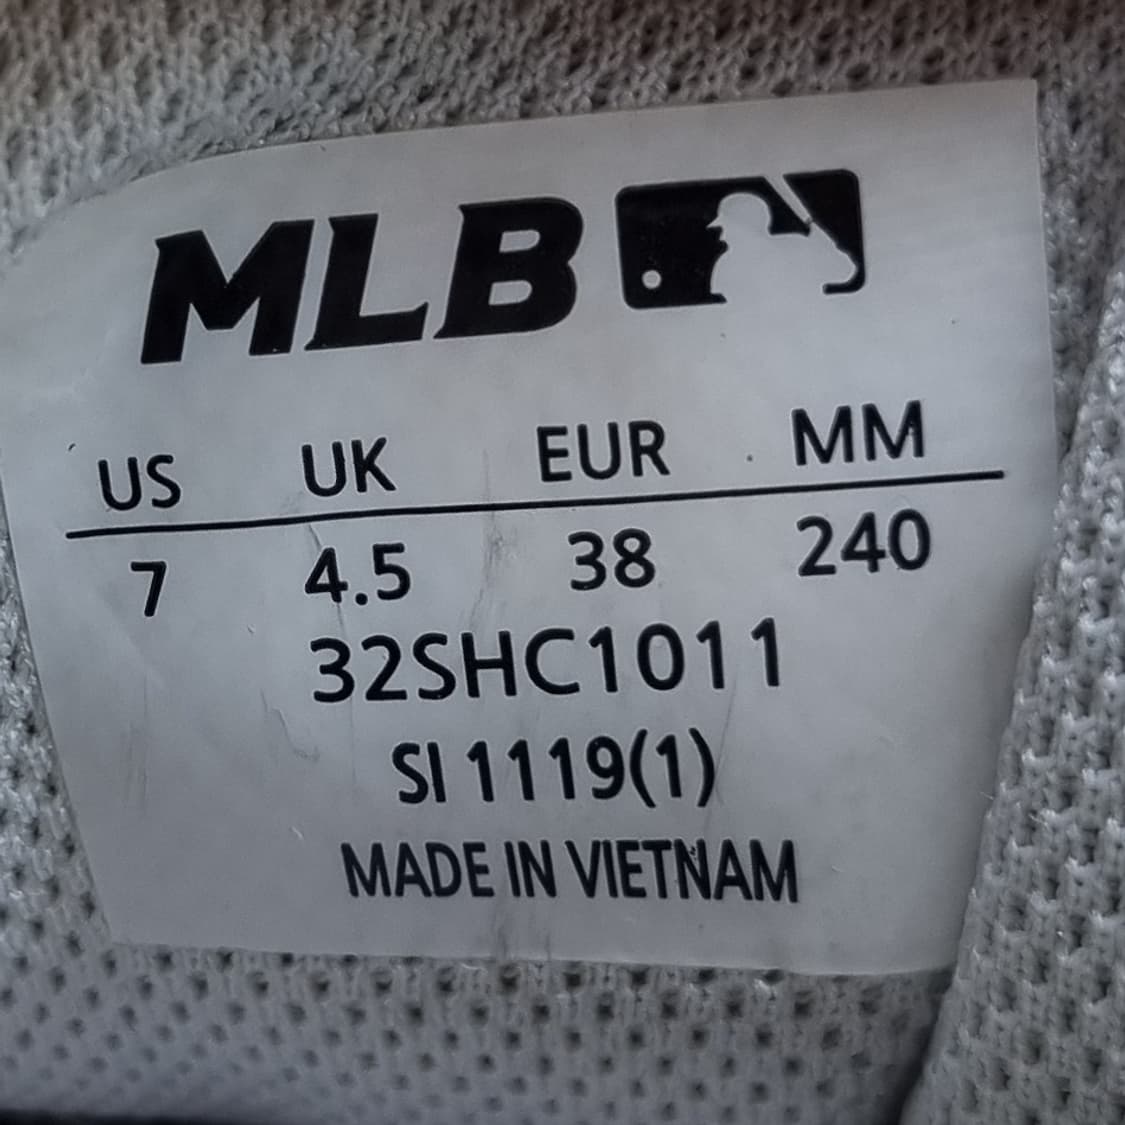 MLB
US UK EUR MM
7 4.5 38 240
32SHC1011
SI 1119(1)
MADE IN VIETNAM